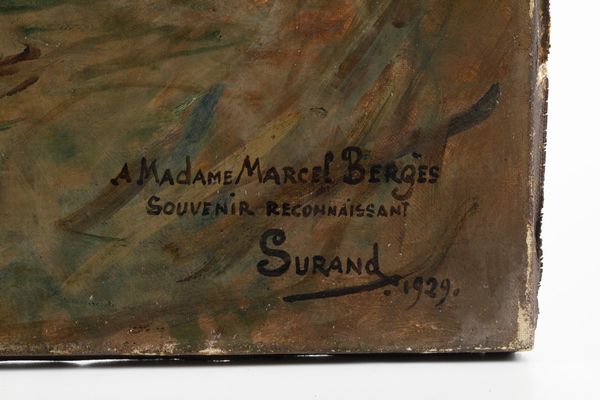 A MADAME MARCEL BERGÈS
SOUVENIR RECONNAISSANT
SURAND
.1929.